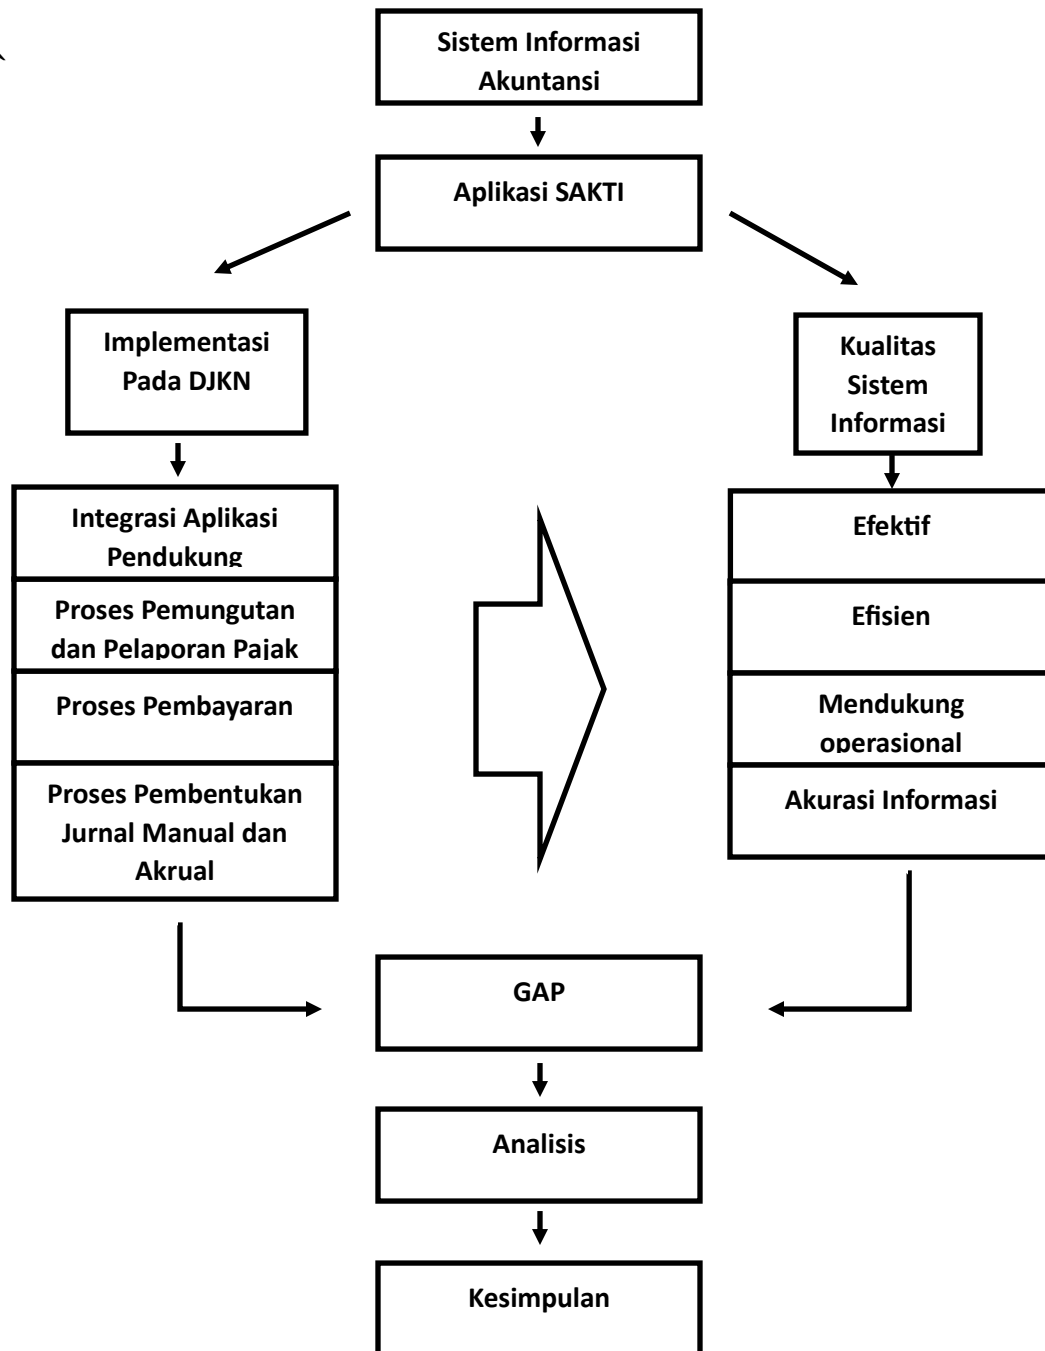 Sistem Informasi
Akuntansi
Aplikasi SAKTI
Implementasi
Pada DJKN
Kualitas
Sistem
Informasi
Integrasi Aplikasi
Pendukung
Proses Pemungutan
dan Pelaporan Pajak
Proses Pembayaran
Proses Pembentukan
Jurnal Manual dan
Akrual
Efektif
Efisien
Mendukung
operasional
Akurasi Informasi
GAP
Analisis
Kesimpulan